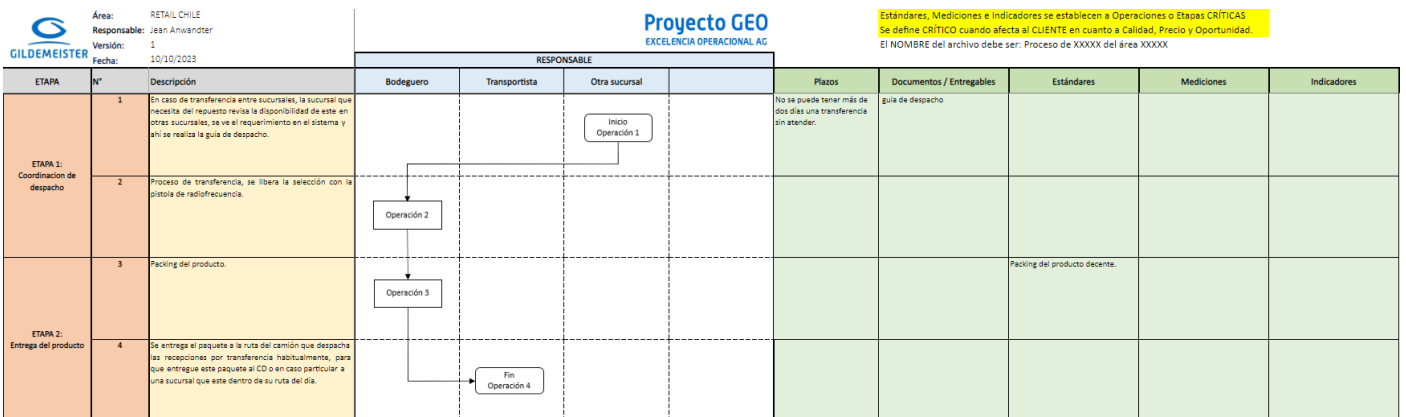 GILDEMEISTER
Área: RETAIL CHILE
Responsable: Jean Anwandter
Versión: 1
Fecha: 10/10/2023
Proyecto GEO
EXCELENCIA OPERACIONAL AG
Estándares, Mediciones e Indicadores se establecen a Operaciones o Etapas CRÍTICAS
Se define CRÍTICO cuando afecta al CLIENTE en cuanto a Calidad, Precio y Oportunidad.
El NOMBRE del archivo debe ser: Proceso de XXXXX del área XXXXX
RESPONSABLE
ETAPA N° Descripción Bodeguero Transportista Otra sucursal Plazos Documentos / Entregables Estándares Mediciones Indicadores
ETAPA 1:
Coordinacion de
despacho
1
En caso de transferencia entre sucursales, la sucursal que
necesita del repuesto revisa la disponibilidad de este en
otras sucursales, se ve el requerimiento en el sistema y
ahí se realiza la guía de despacho.
Inicio
Operación 1
No se puede tener más de
dos días una transferencia
sin atender.
guía de despacho
2
Proceso de transferencia, se libera la selección con la
pistola de radiofrecuencia.
Operación 2
ETAPA 2:
Entrega del producto
3
Packing del producto.
Operación 3
Packing del producto decente.
4
Se entrega el paquete a la ruta del camión que despacha
las recepciones por transferencia habitualmente, para
que entregue este paquete al CD o en caso particular a
una sucursal que este dentro de su ruta del día.
Fin
Operación 4